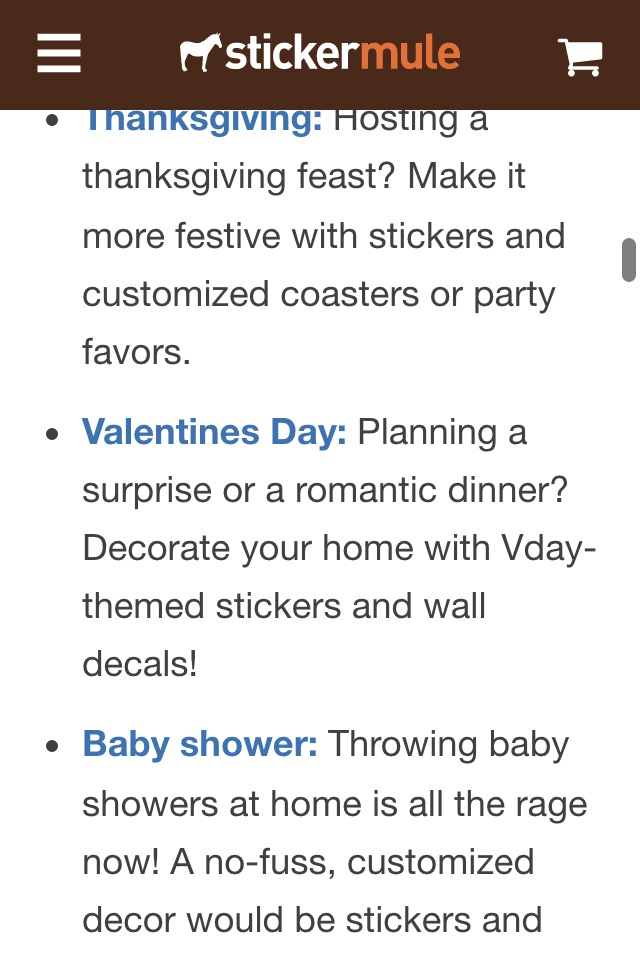 stickermule
Thanksgiving: Hosting a
thanksgiving feast? Make it
more festive with stickers and
customized coasters or party
favors.
Valentines Day: Planning a
surprise or a romantic dinner?
Decorate your home with Vday-
themed stickers and wall
decals!
Baby shower: Throwing baby
showers at home is all the rage
now! A no-fuss, customized
decor would be stickers and